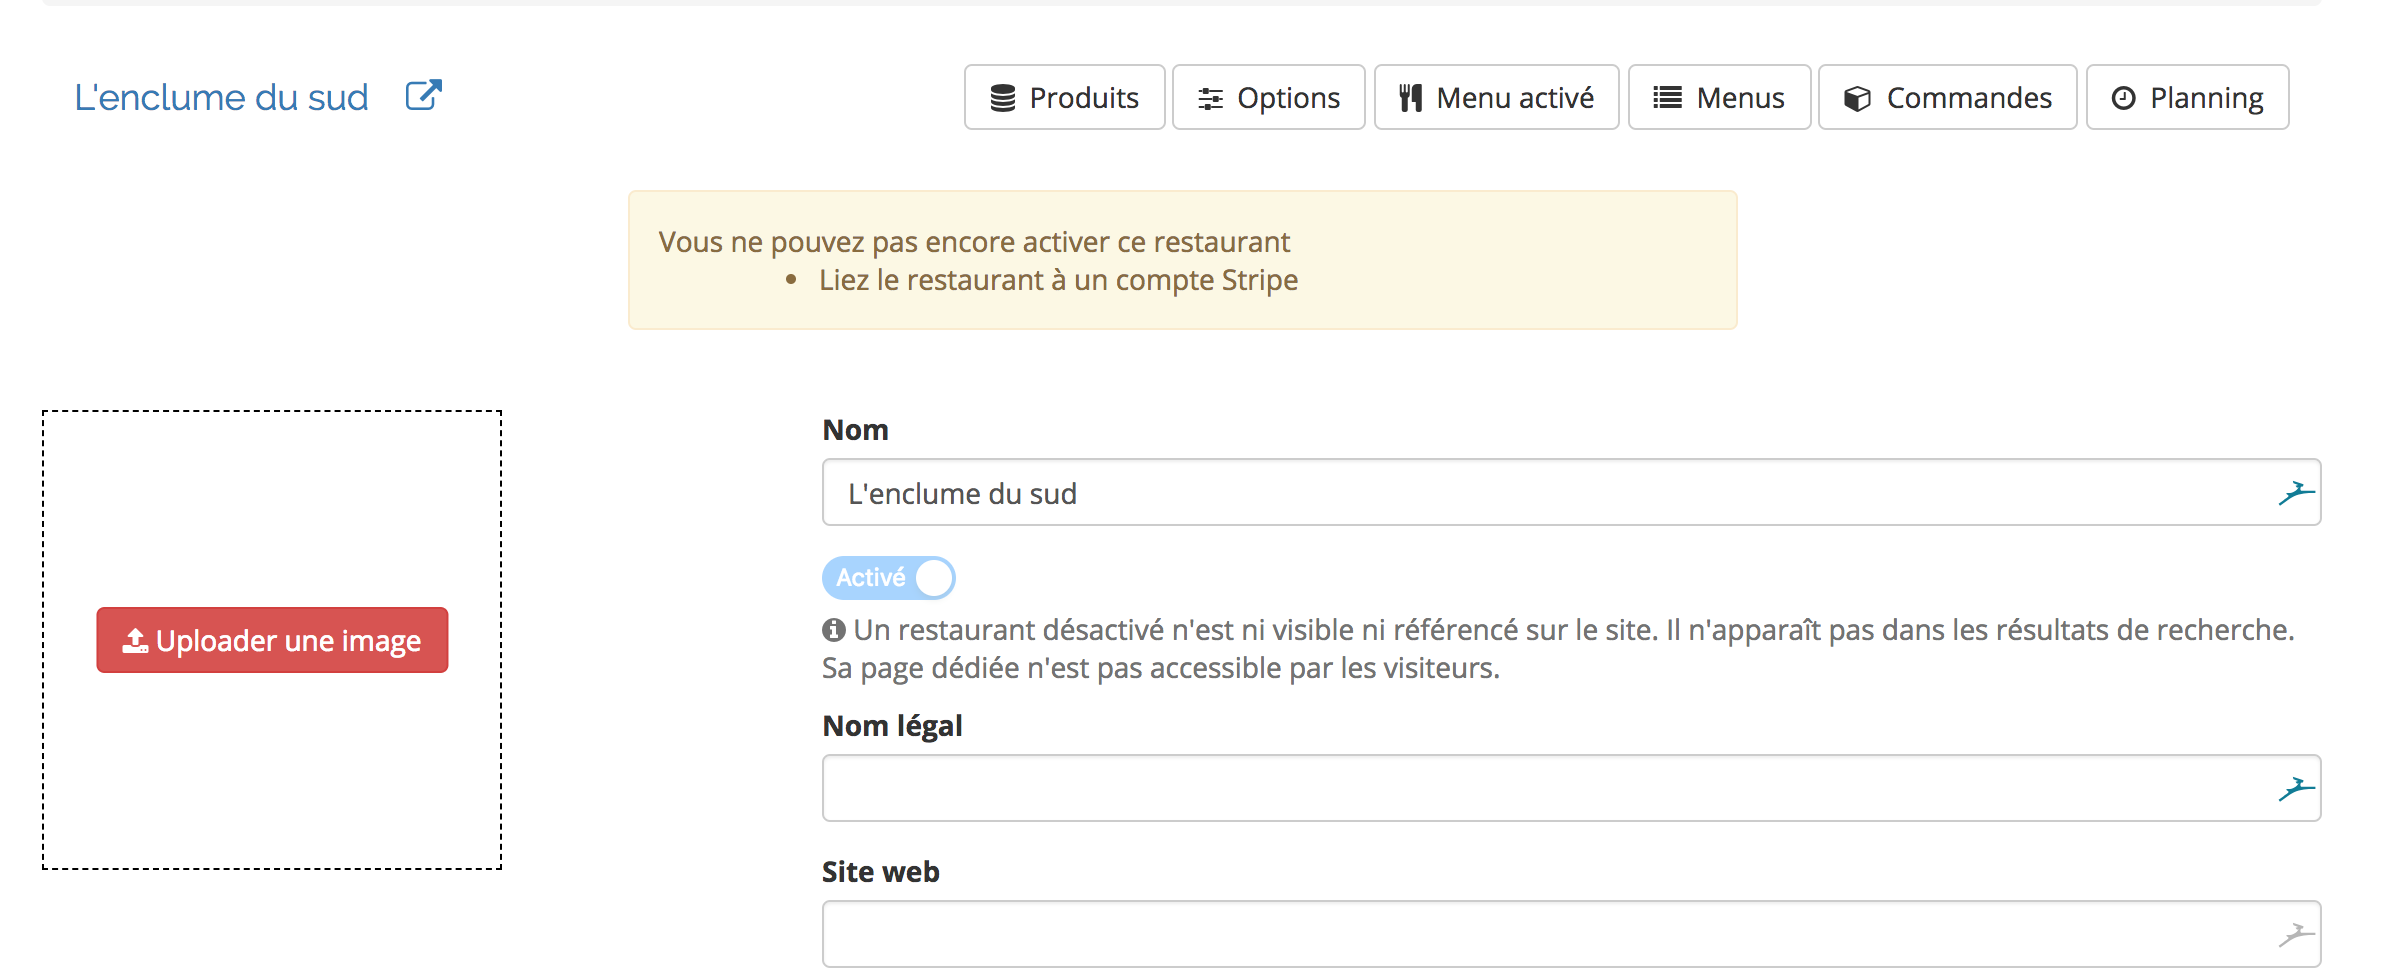 L'enclume du sud
Produits
Options
Menu activé
Menus
Commandes
Planning
Vous ne pouvez pas encore activer ce restaurant
• Liez le restaurant à un compte Stripe
Uploader une image
Nom
L'enclume du sud
Activé
Un restaurant désactivé n'est ni visible ni référencé sur le site. Il n'apparaît pas dans les résultats de recherche.
Sa page dédiée n'est pas accessible par les visiteurs.
Nom légal
Site web